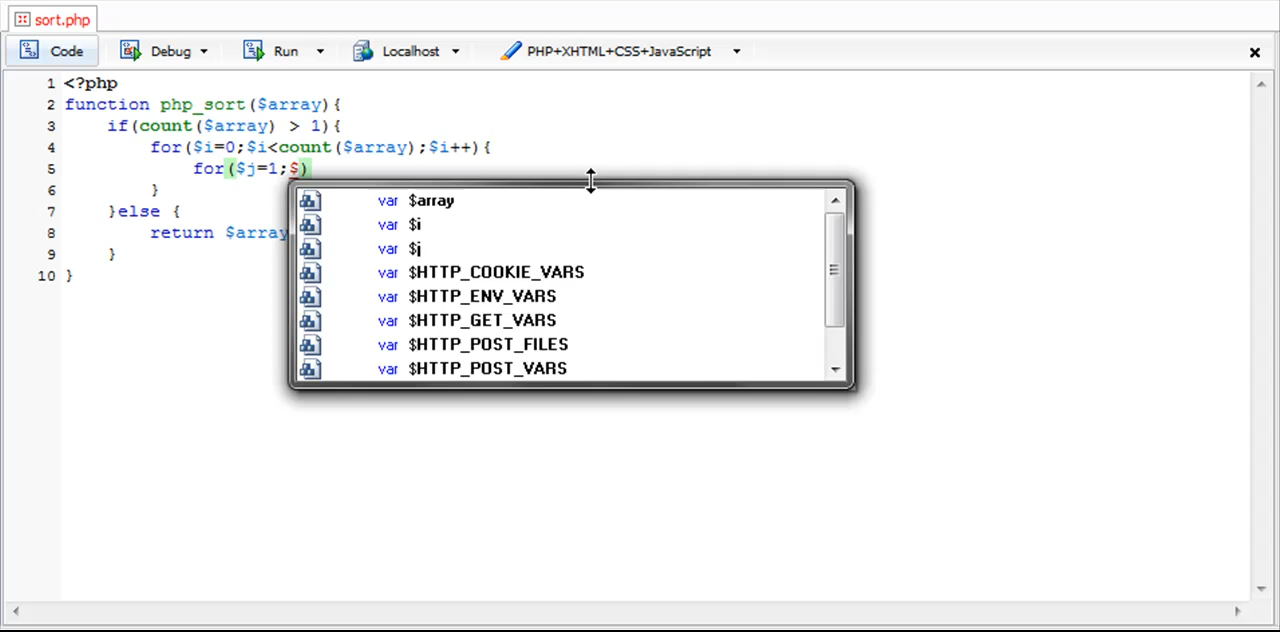 sort.php
Code Debug Run Localhost PHP+XHTML+CSS+JavaScript
1 <?php
2 function php_sort($array){
3 if(count($array) > 1){
4 for($i=0;$i<count($array);$i++){
5 for($j=1;$)
6 }
7 }else {
8 return $array
9 }
10 }
var $array
var $i
var $j
var $HTTP_COOKIE_VARS
var $HTTP_ENV_VARS
var $HTTP_GET_VARS
var $HTTP_POST_FILES
var $HTTP_POST_VARS